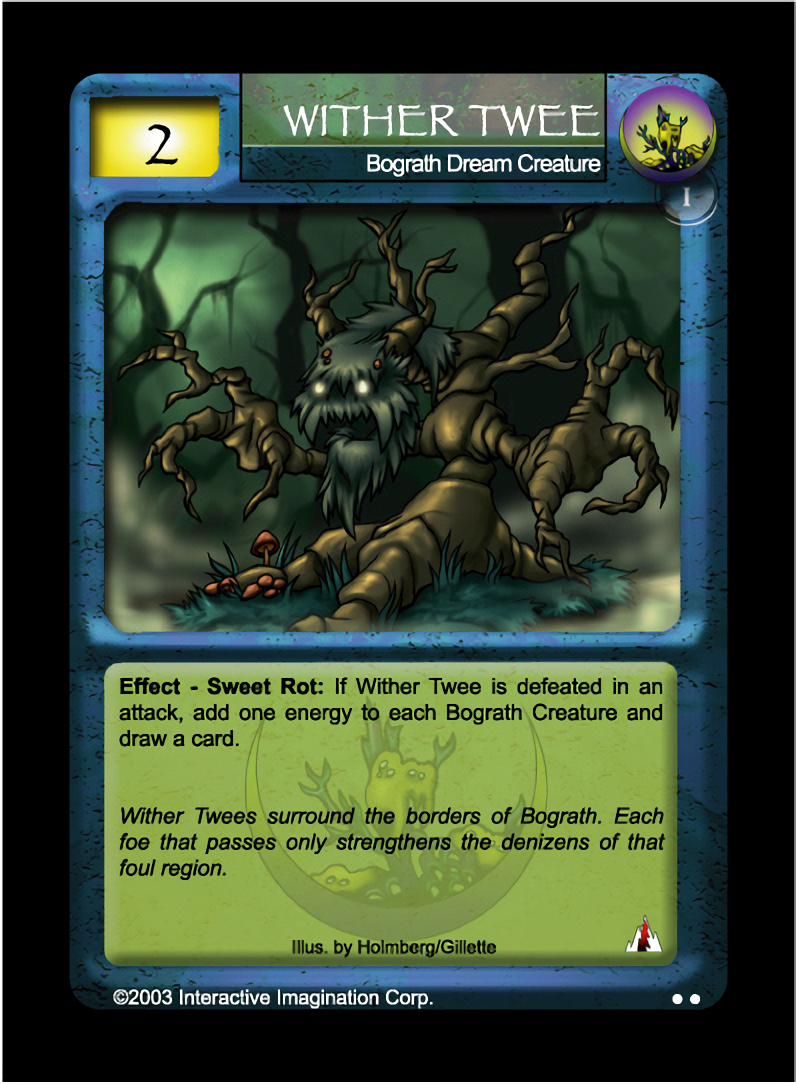 2
WITHER TWEE
Bograth Dream Creature
I
Effect - Sweet Rot: If Wither Twee is defeated in an
attack, add one energy to each Bograth Creature and
draw a card.
Wither Twees surround the borders of Bograth. Each
foe that passes only strengthens the denizens of that
foul region.
Illus. by Holmberg/Gillette
©2003 Interactive Imagination Corp.